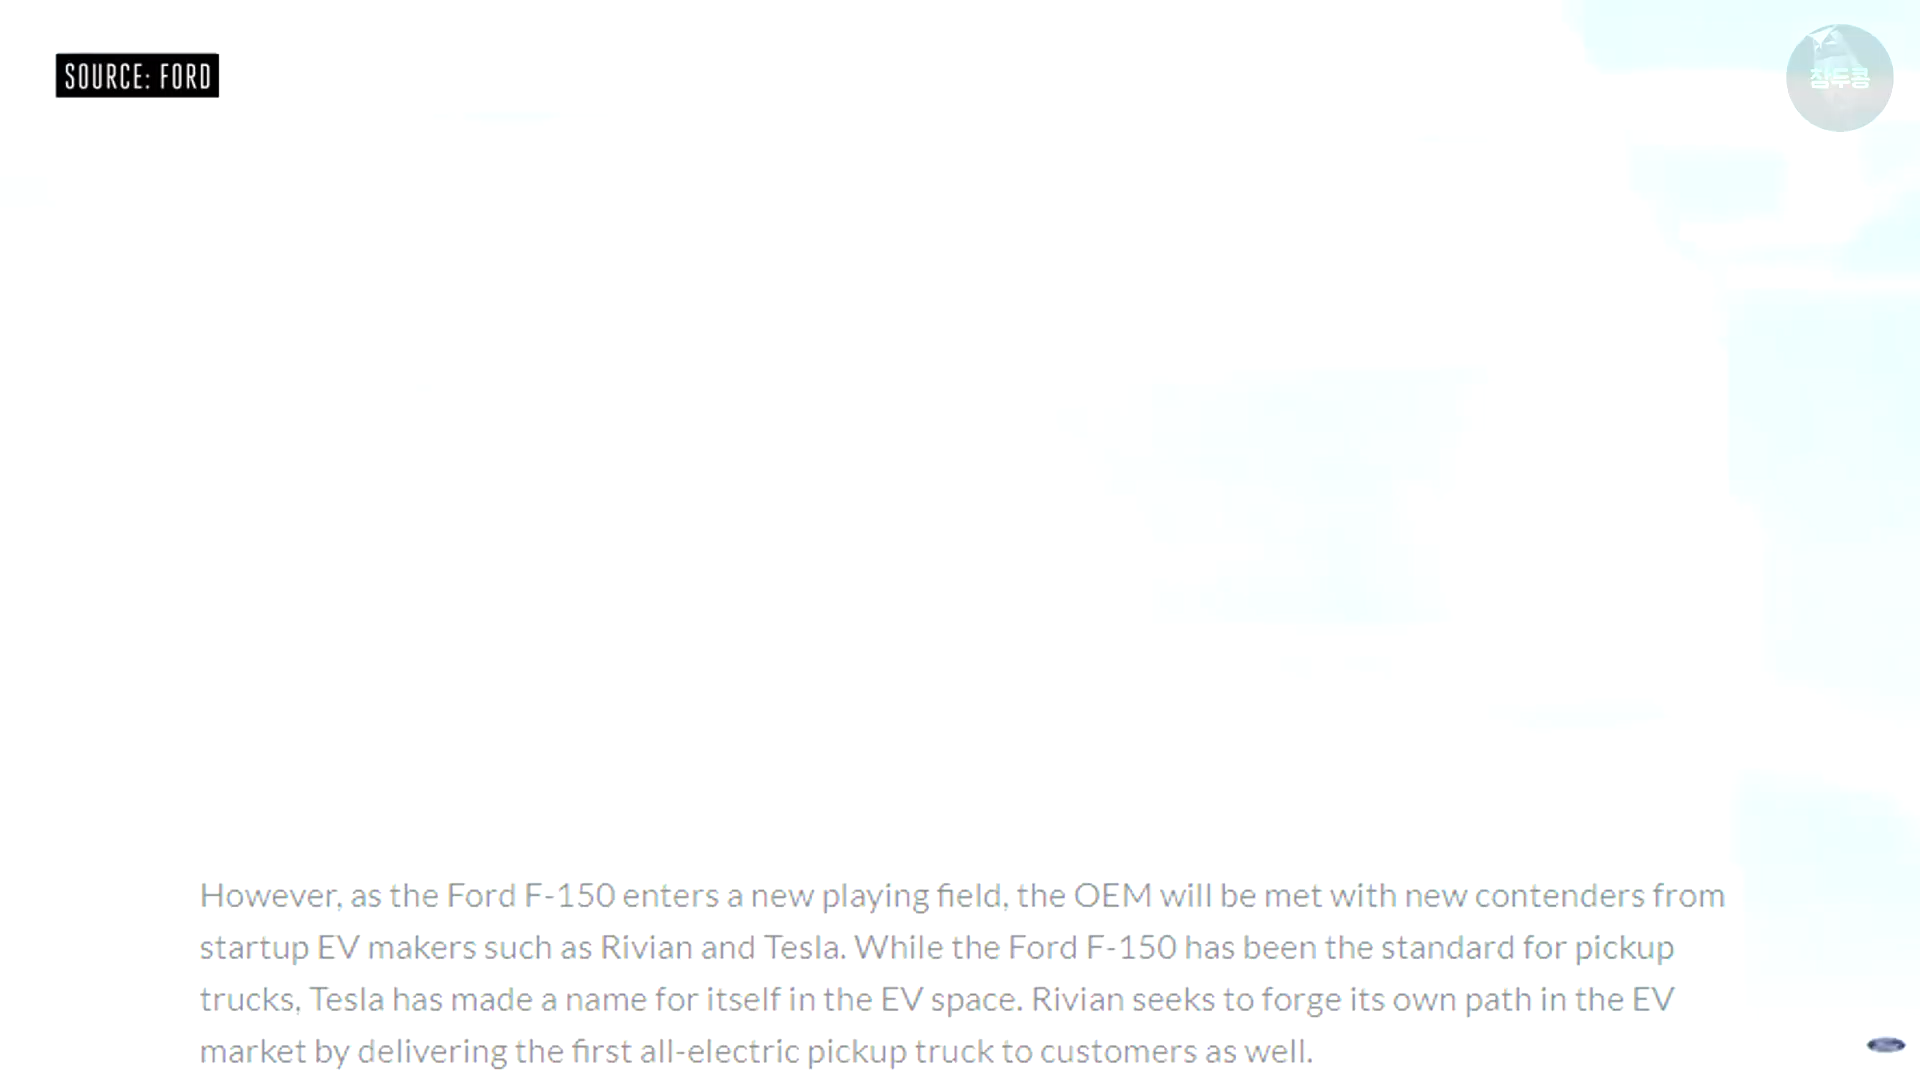 SOURCE: FORD
침두콩
However, as the Ford F-150 enters a new playing field, the OEM will be met with new contenders from
startup EV makers such as Rivian and Tesla. While the Ford F-150 has been the standard for pickup
trucks, Tesla has made a name for itself in the EV space. Rivian seeks to forge its own path in the EV
market by delivering the first all-electric pickup truck to customers as well.